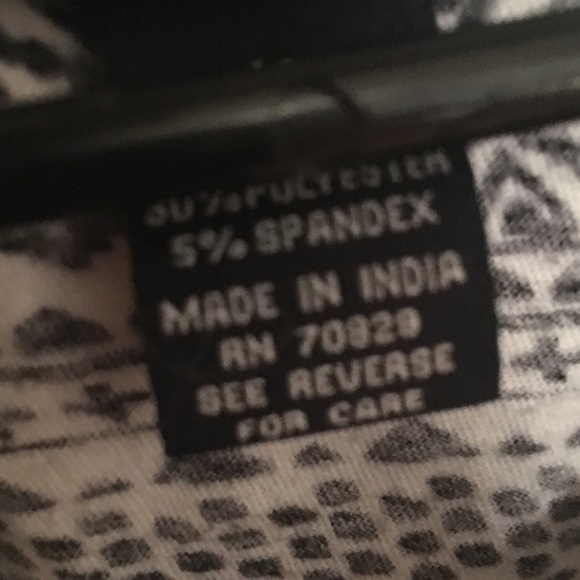 POLYESTER
5% SPANDEX
MADE IN INDIA
RN 70829
SEE REVERSE
FOR CARE